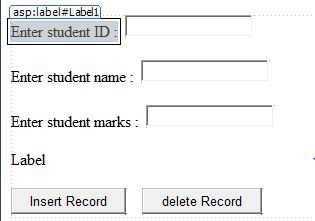 asp:label#Label1
Enter student ID :
Enter student name :
Enter student marks :
Label
Insert Record delete Record